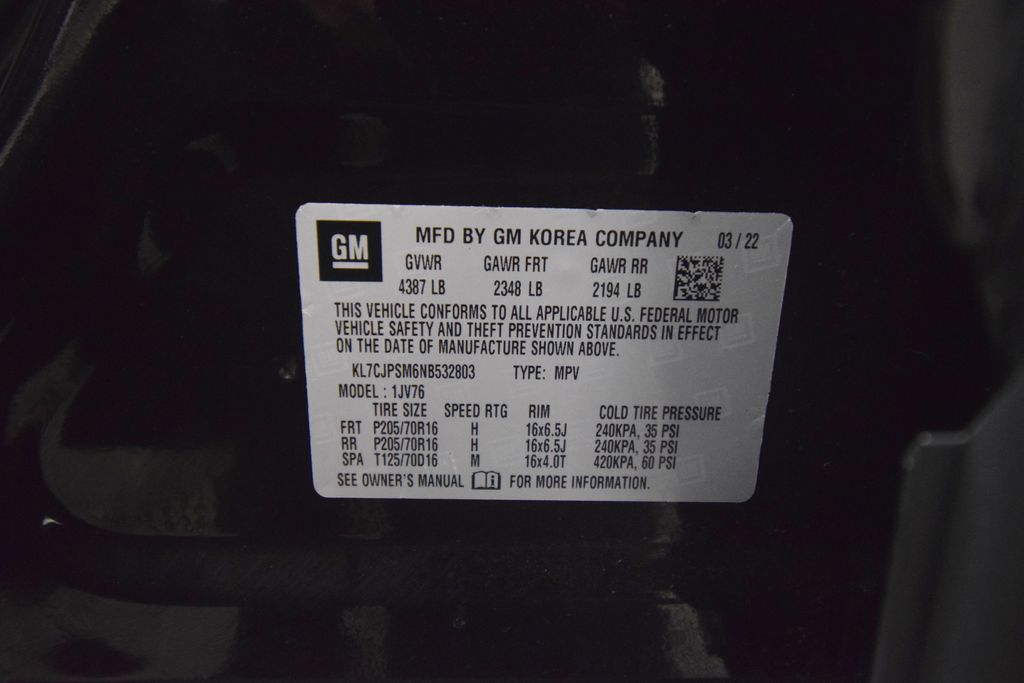 GM
MFD BY GM KOREA COMPANY 03 / 22
GVWR GAWR FRT GAWR RR
4387 LB 2348 LB 2194 LB
THIS VEHICLE CONFORMS TO ALL APPLICABLE U.S. FEDERAL MOTOR
VEHICLE SAFETY AND THEFT PREVENTION STANDARDS IN EFFECT
ON THE DATE OF MANUFACTURE SHOWN ABOVE.
KL7CJPSM6NB532803 TYPE: MPV
MODEL : 1JV76
TIRE SIZE SPEED RTG RIM COLD TIRE PRESSURE
FRT P205/70R16 H 16x6.5J 240KPA, 35 PSI
RR P205/70R16 H 16x6.5J 240KPA, 35 PSI
SPA T125/70D16 M 16x4.0T 420KPA, 60 PSI
SEE OWNER'S MANUAL FOR MORE INFORMATION.